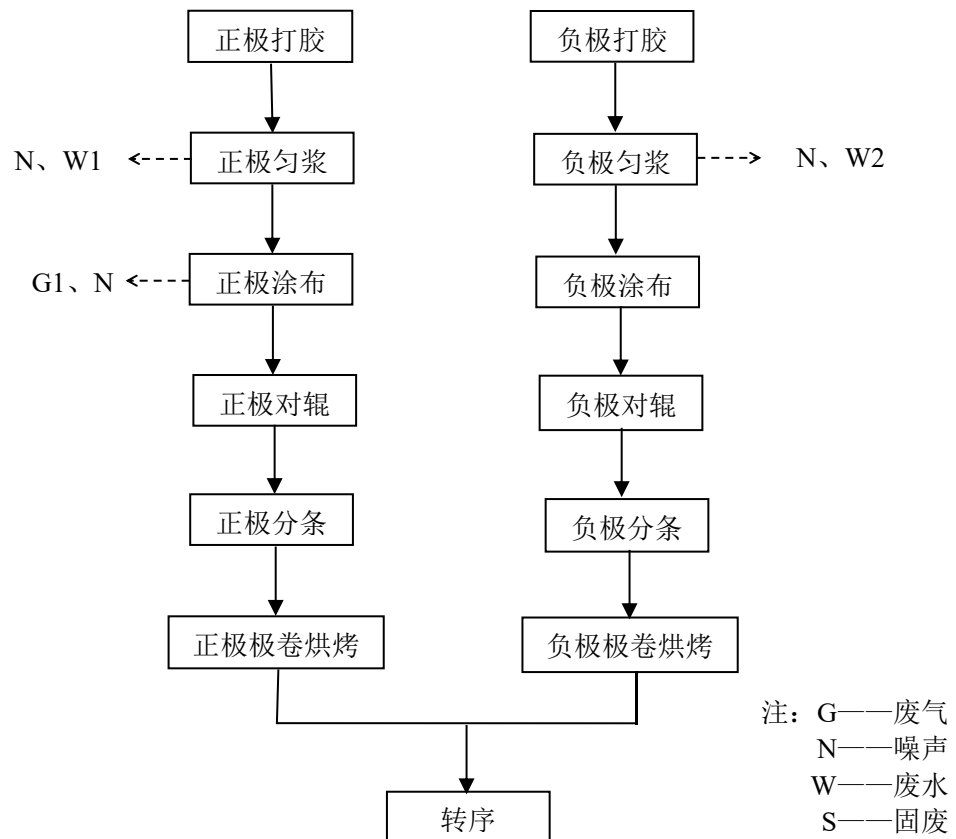 正极打胶
负极打胶
N、W1
正极匀浆
负极匀浆
N、W2
G1、N
正极涂布
负极涂布
正极对辊
负极对辊
正极分条
负极分条
正极极卷烘烤
负极极卷烘烤
注：G——废气
N——噪声
W——废水
S——固废
转序